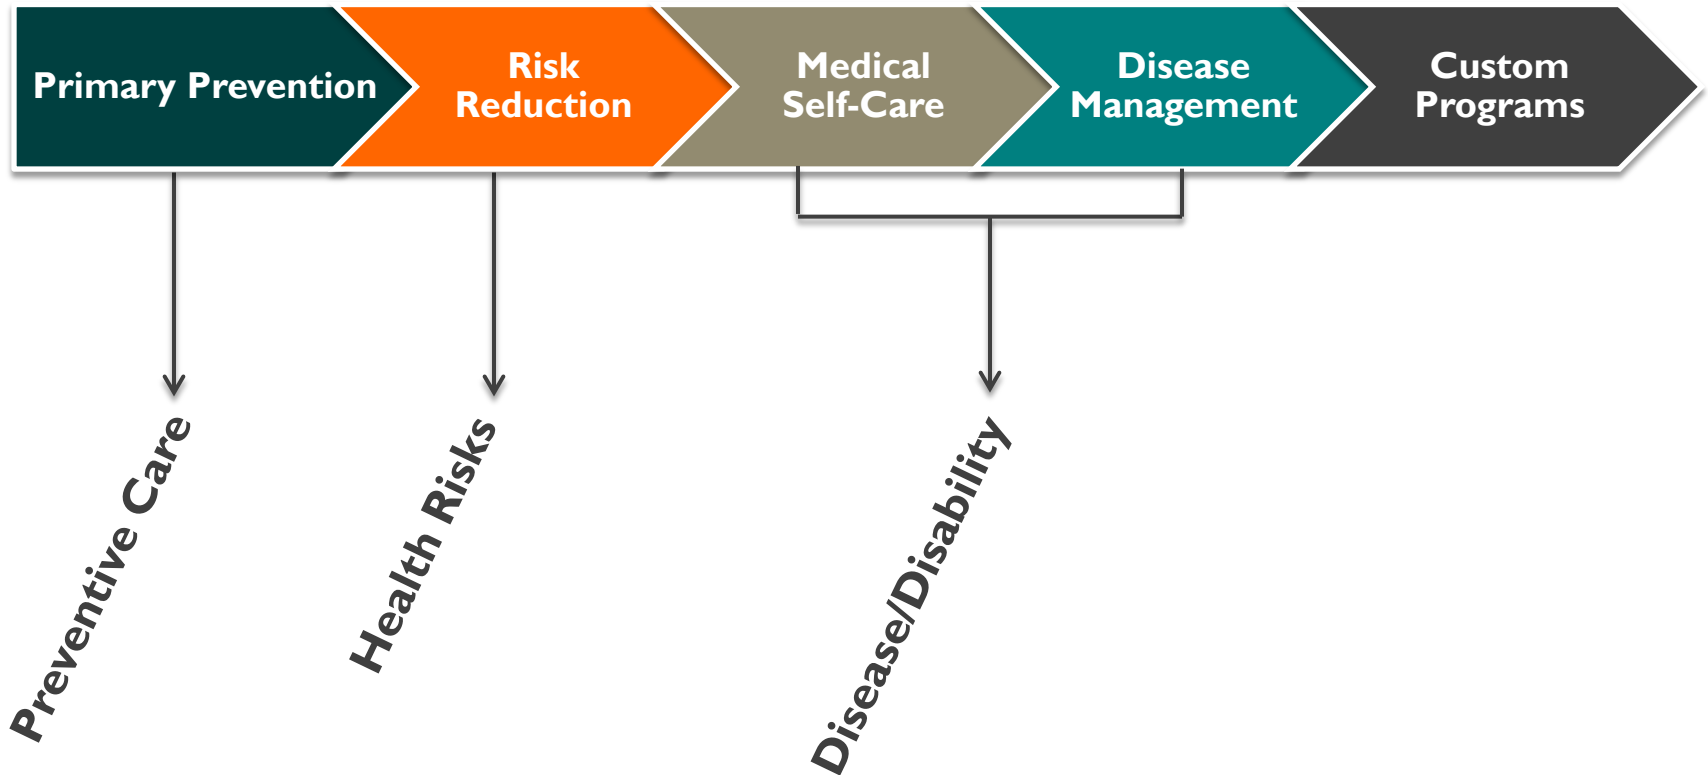 Primary Prevention
Risk
Reduction
Medical
Self-Care
Disease
Management
Custom
Programs
Preventive Care
Health Risks
Disease/Disability